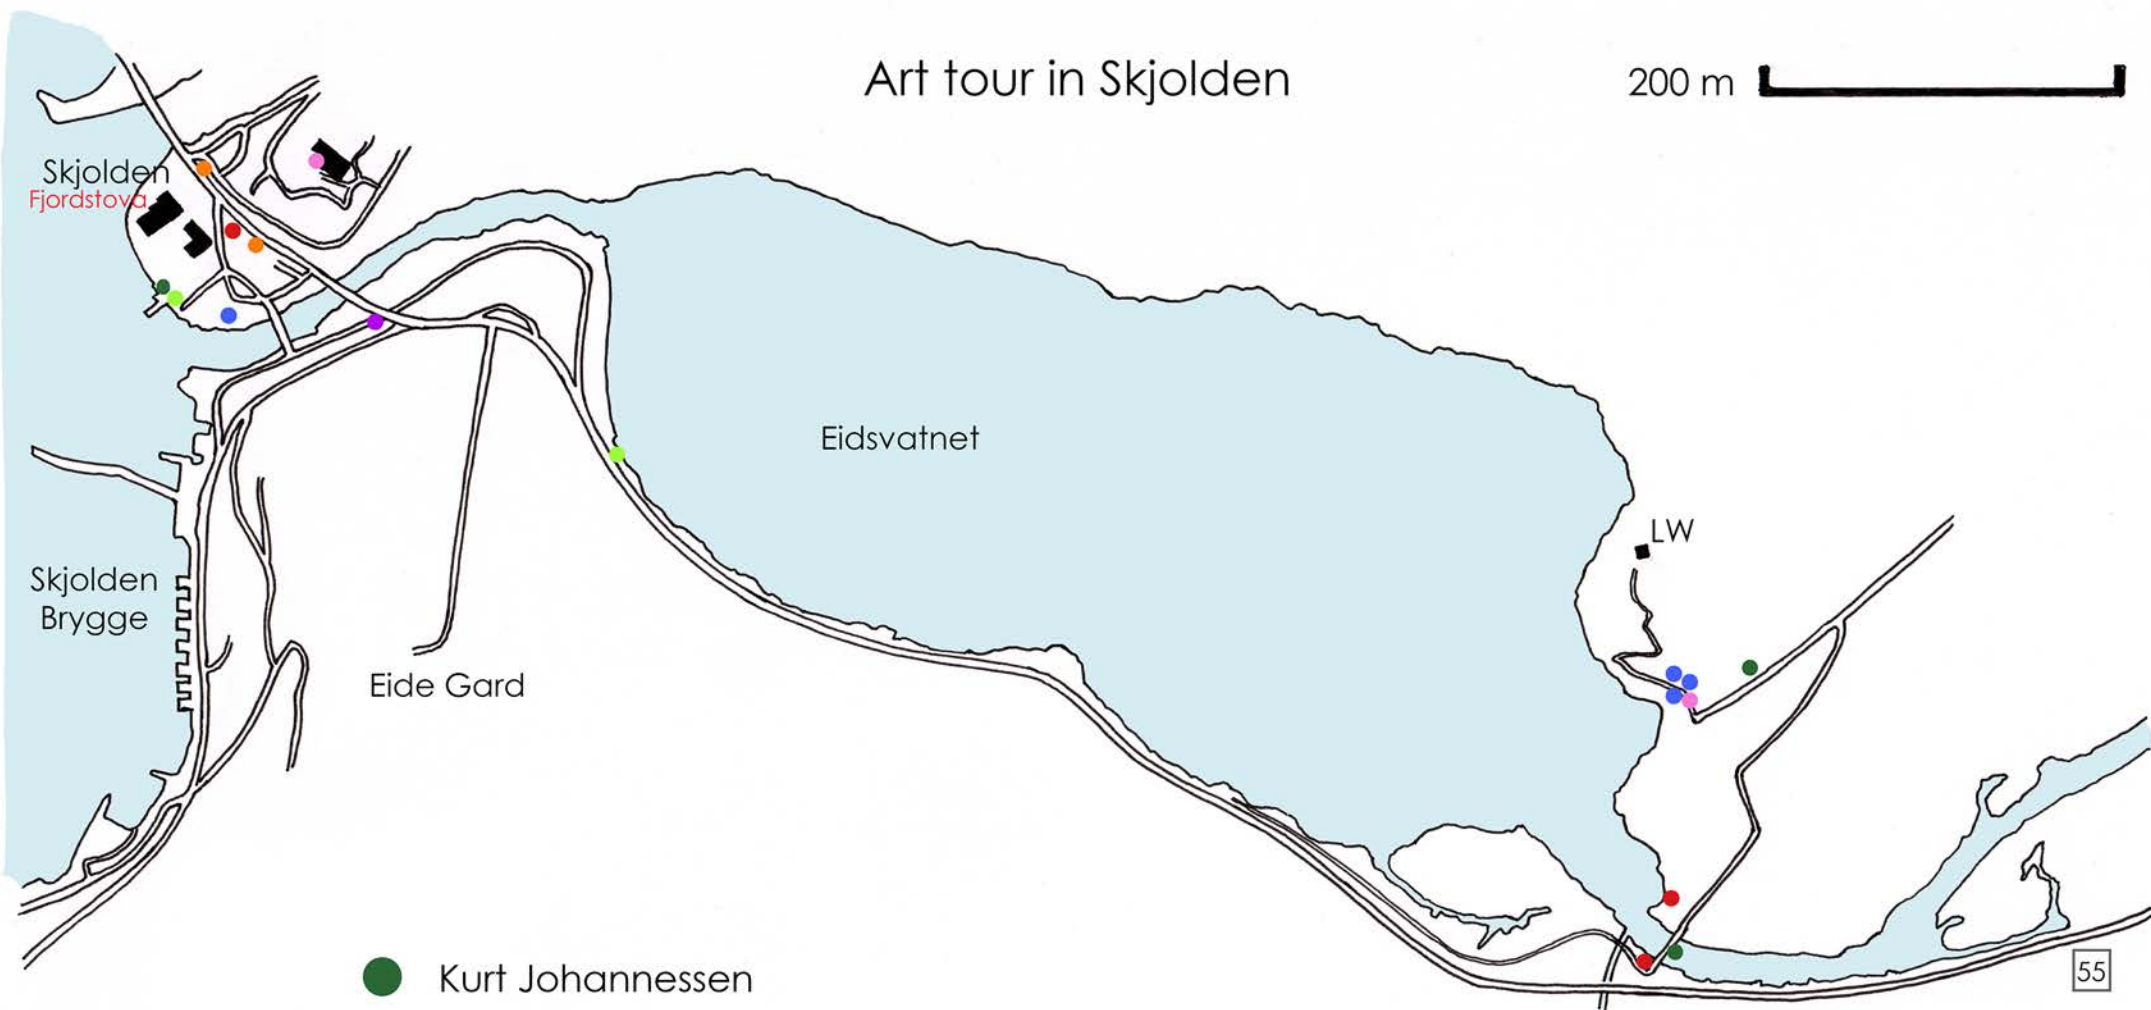 Art tour in Skjolden
200 m
Skjolden
Fjordstova
Eidsvatnet
LW
Skjolden
Brygge
Eide Gard
Kurt Johannessen
55